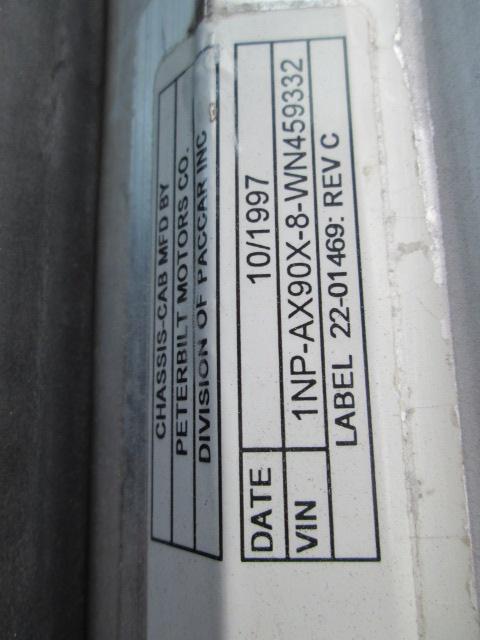 CHASSIS-CAB MFD BY
PETERBILT MOTORS CO.
DIVISION OF PACCAR INC
DATE 10/1997
VIN 1NP-AX90X-8-WN459332
LABEL 22-01469: REV C